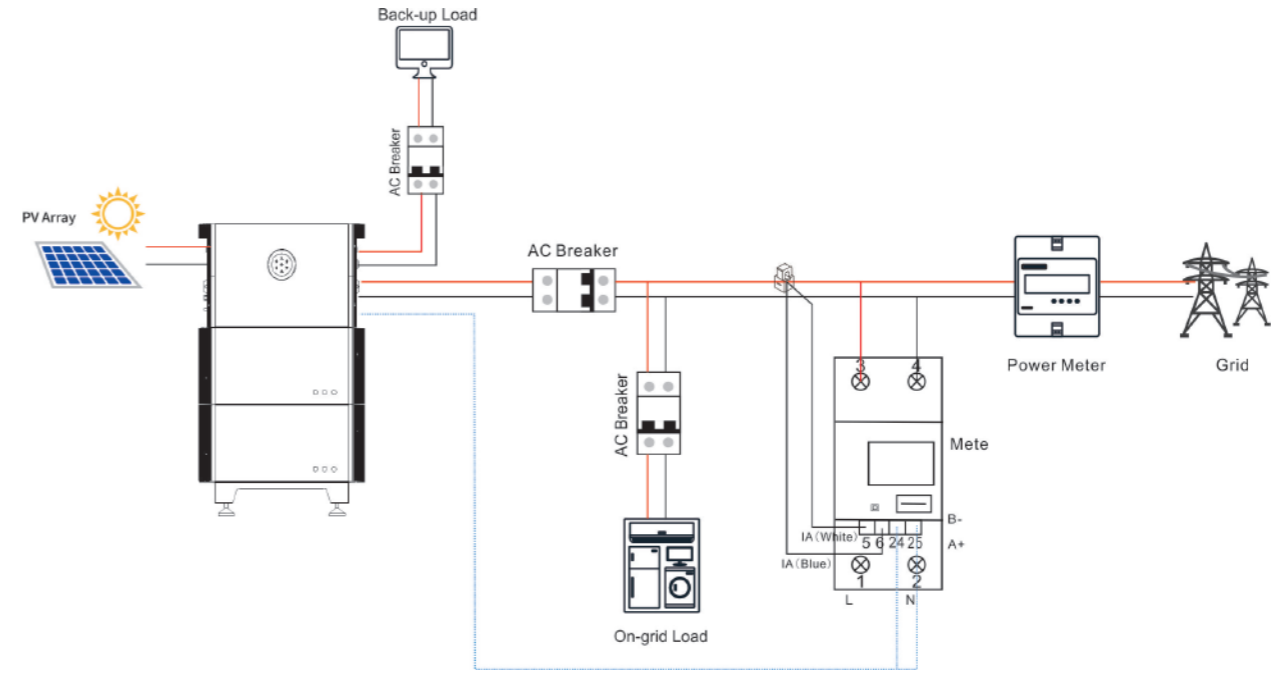 Back-up Load
AC Breaker
PV Array
AC Breaker
Power Meter
Grid
3
4
AC Breaker
Mete
B-
IA(White)
5 6 24 25
A+
IA(Blue)
1
2
L
N
On-grid Load